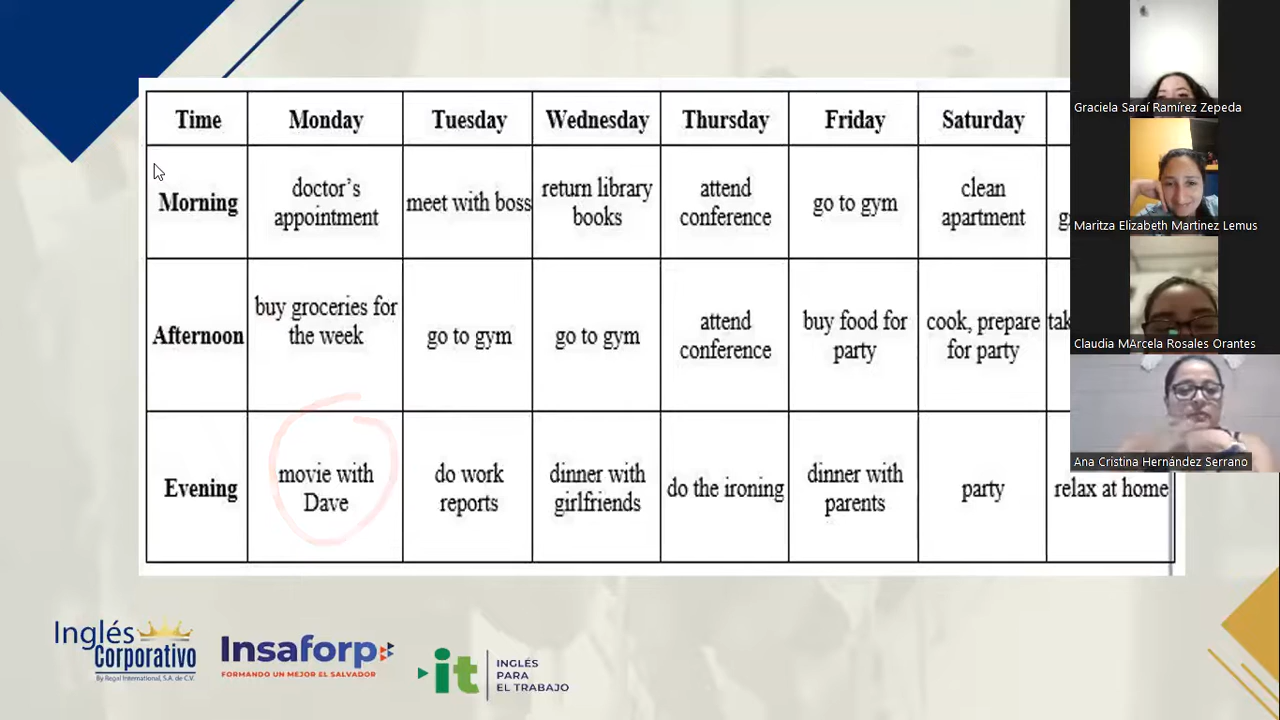 Time Monday Tuesday Wednesday Thursday Friday Saturday
Morning
doctor's
appointment
meet with boss
return library
books
attend
conference
go to gym
clean
apartment
Afternoon
buy groceries for
the week
go to gym
go to gym
attend
conference
buy food for
party
cook, prepare
for party
Evening
movie with
Dave
do work
reports
dinner with
girlfriends
do the ironing
dinner with
parents
party
relax at home
Graciela Saraí Ramírez Zepeda
Maritza Elizabeth Martinez Lemus
Claudia MArcela Rosales Orantes
Ana Cristina Hernández Serrano
Inglés
Corporativo
By Regal International, S.A. de C.V.
Insaforp
FORMANDO UN MEJOR EL SALVADOR
it
INGLÉS
PARA
EL TRABAJO